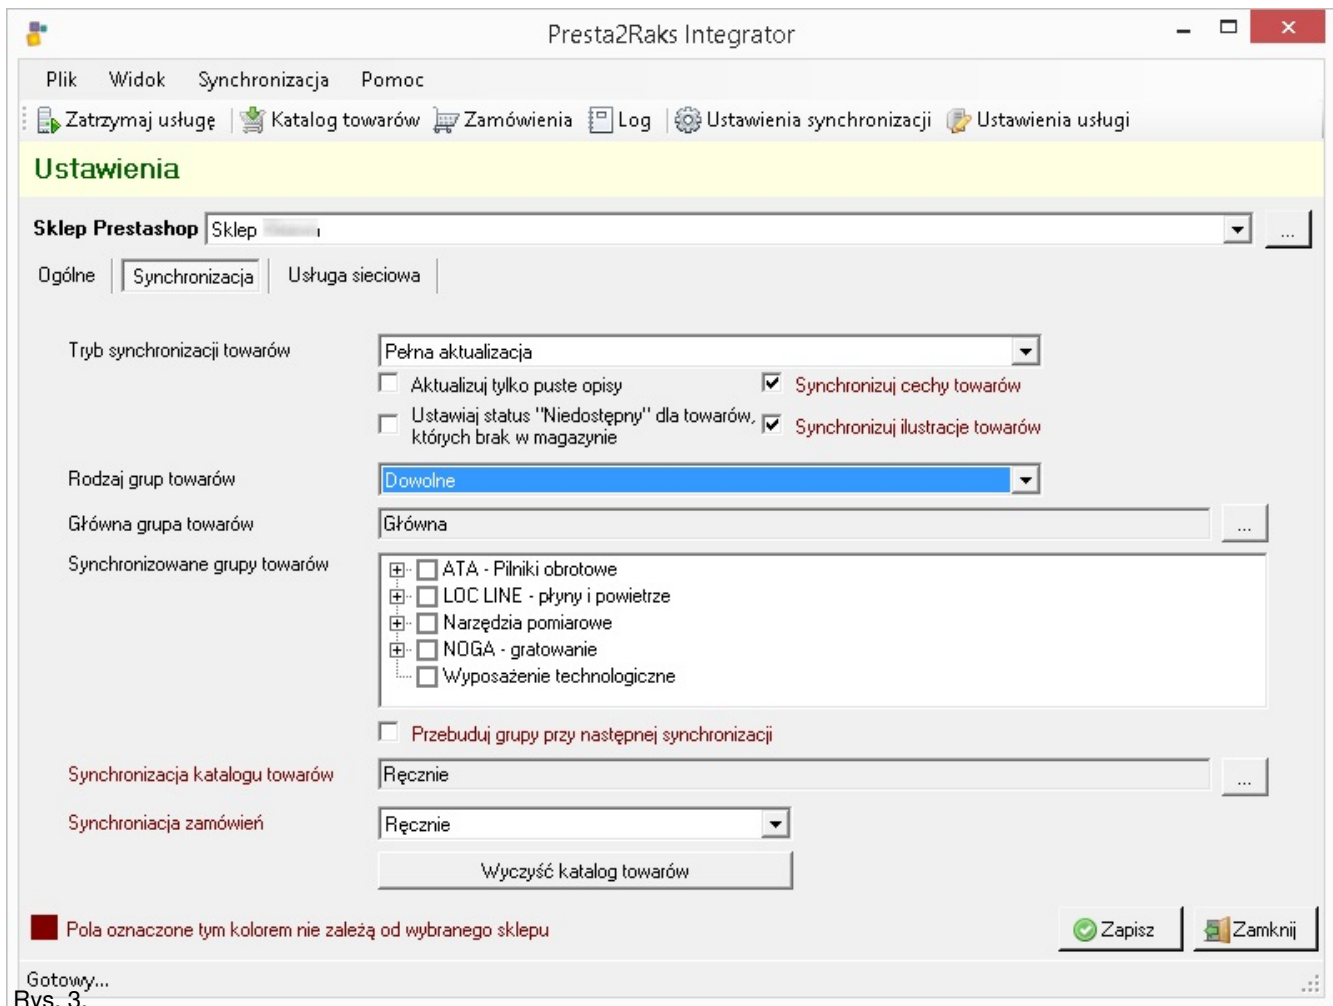 Presta2Raks Integrator
Plik Widok Synchronizacja Pomoc
Zatrzymaj usługę Katalog towarów Zamówienia Log Ustawienia synchronizacji Ustawienia usługi
Ustawienia
Sklep Prestashop Sklep ...
Ogólne Synchronizacja Usługa sieciowa
Tryb synchronizacji towarów Pełna aktualizacja
Aktualizuj tylko puste opisy Synchronizuj cechy towarów
Ustawiaj status "Niedostępny" dla towarów,
których brak w magazynie Synchronizuj ilustracje towarów
Rodzaj grup towarów Dowolne
Główna grupa towarów Główna ...
Synchronizowane grupy towarów
ATA - Pilniki obrotowe
LOC LINE - płyny i powietrze
Narzędzia pomiarowe
NOGA - gratowanie
Wyposażenie technologiczne
Przebuduj grupy przy następnej synchronizacji
Synchronizacja katalogu towarów Ręcznie ...
Synchroniacja zamówień Ręcznie
Wyczyść katalog towarów
Pola oznaczone tym kolorem nie zależą od wybranego sklepu Zapisz Zamknij
Gotowy...
Rys. 3.